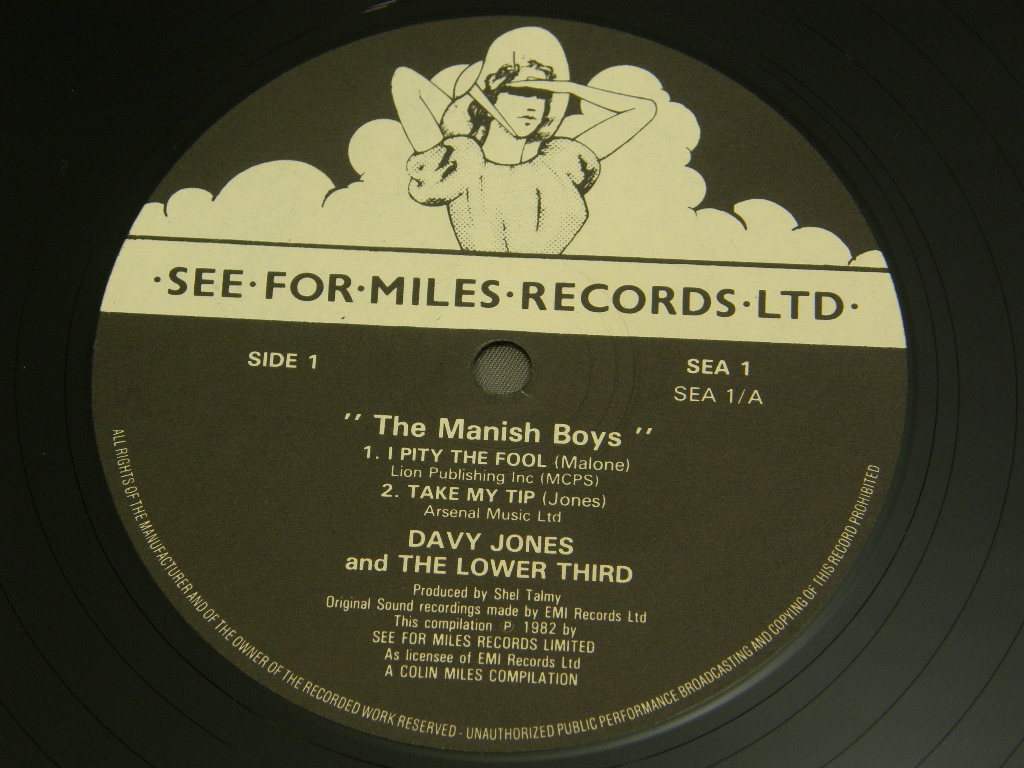 ·SEE·FOR·MILES·RECORDS·LTD·
SIDE 1
SEA 1
SEA 1/A
" The Manish Boys "
1. I PITY THE FOOL (Malone)
Lion Publishing Inc (MCPS)
2. TAKE MY TIP (Jones)
Arsenal Music Ltd
DAVY JONES
and THE LOWER THIRD
Produced by Shel Talmy
Original Sound recordings made by EMI Records Ltd
This compilation ℗ 1982 by
SEE FOR MILES RECORDS LIMITED
As licensee of EMI Records Ltd
A COLIN MILES COMPILATION
ALL RIGHTS OF THE MANUFACTURER AND OF THE OWNER OF THE RECORDED WORK RESERVED - UNAUTHORIZED PUBLIC PERFORMANCE BROADCASTING AND COPYING OF THIS RECORD PROHIBITED